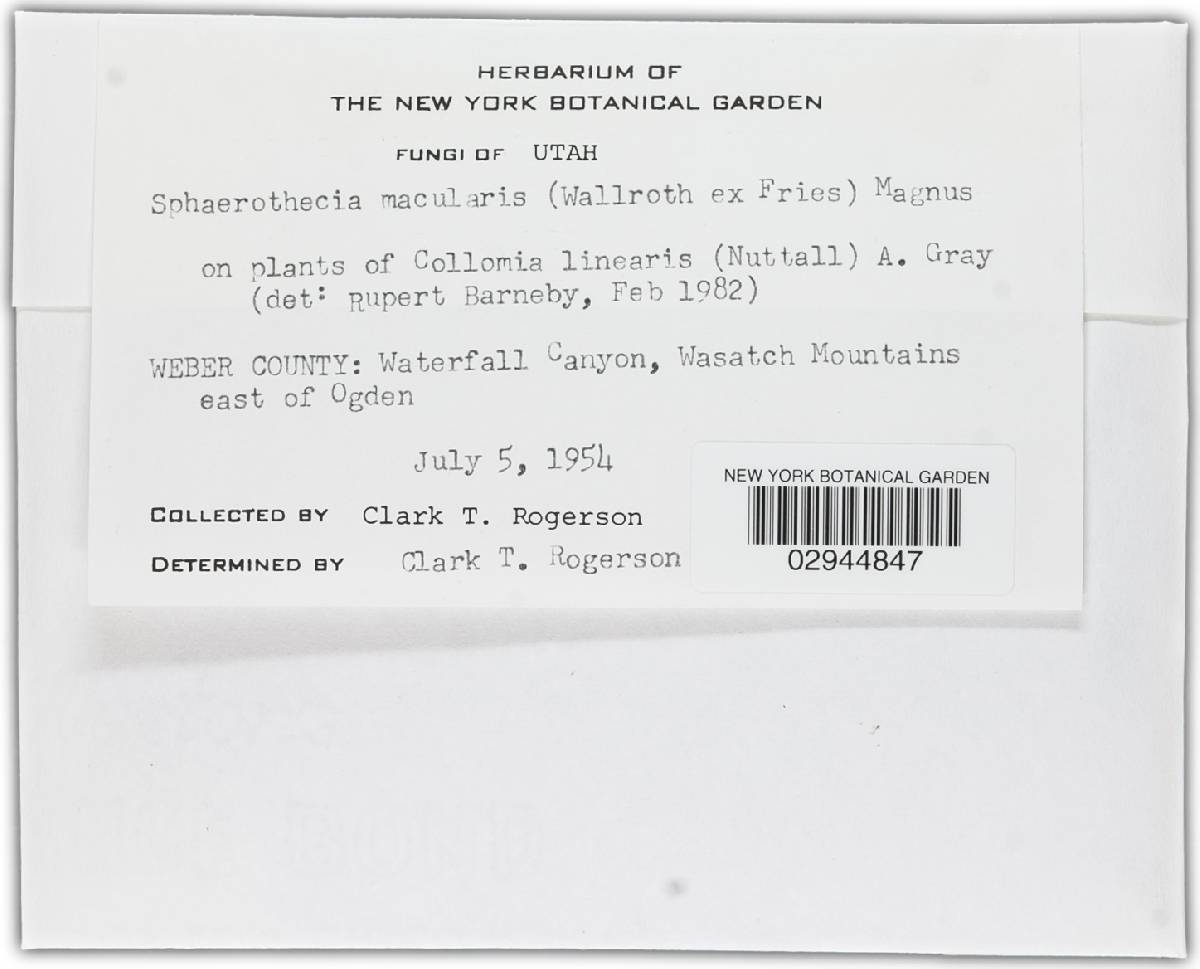 HERBARIUM OF
THE NEW YORK BOTANICAL GARDEN
FUNGI OF UTAH
Sphaerothecia macularis (Wallroth ex Fries) Magnus
on plants of Collomia linearis (Nuttall) A. Gray
(det: Rupert Barneby, Feb 1982)
WEBER COUNTY: Waterfall Canyon, Wasatch Mountains
east of Ogden
July 5, 1954
COLLECTED BY Clark T. Rogerson
DETERMINED BY Clark T. Rogerson
NEW YORK BOTANICAL GARDEN
02944847